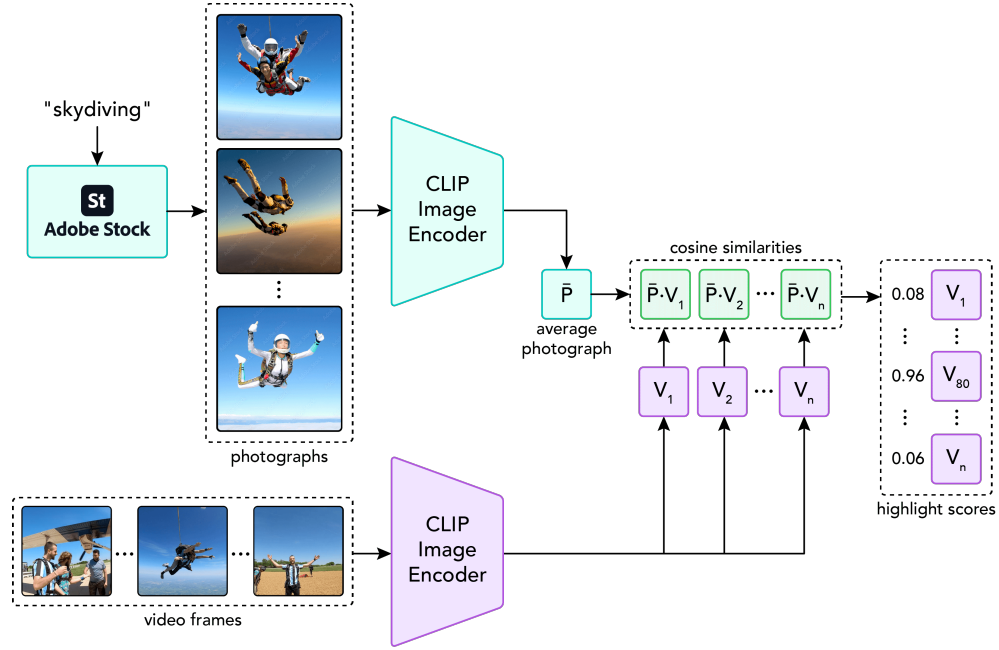 "skydiving"
St
Adobe Stock
photographs
CLIP
Image
Encoder
P̄
average
photograph
cosine similarities
P̄·V₁
P̄·V₂
...
P̄·Vₙ
V₁
V₂
...
Vₙ
0.08
V₁
0.96
V₈₀
0.06
Vₙ
highlight scores
video frames
CLIP
Image
Encoder